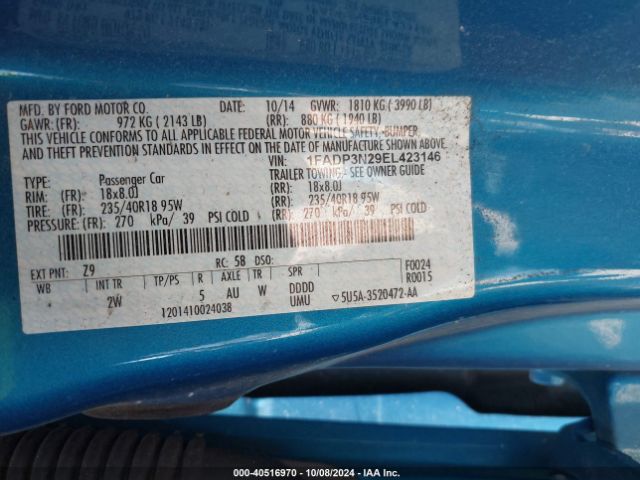 MFD. BY FORD MOTOR CO. DATE: 10/14 GVWR: 1810 KG ( 3990 LB)
GAWR: (FR): 972 KG ( 2143 LB) (RR): 880 KG ( 1940 LB)
THIS VEHICLE CONFORMS TO ALL APPLICABLE FEDERAL MOTOR VEHICLE SAFETY, BUMPER,
AND THEFT PREVENTION STANDARDS IN EFFECT ON THE DATE OF MANUFACTURE SHOWN ABOVE.
VIN: 1FADP3N29EL423146
TYPE: Passenger Car TRAILER TOWING - SEE OWNER GUIDE
RIM: (FR): 18x8.0J (RR): 18x8.0J
TIRE: (FR): 235/40R18 95W (RR): 235/40R18 95W
PRESSURE: (FR): 270 kPa/ 39 PSI COLD (RR): 270 kPa/ 39 PSI COLD
EXT PNT: Z9 RC: 58 DSO: F0024
WB INT TR TP/PS R AXLE TR SPR R0015
2W 5 AU W DDDD
UMU 5U5A-3520472-AA
1201410024038
000-40516970 - 10/08/2024 - IAA Inc.